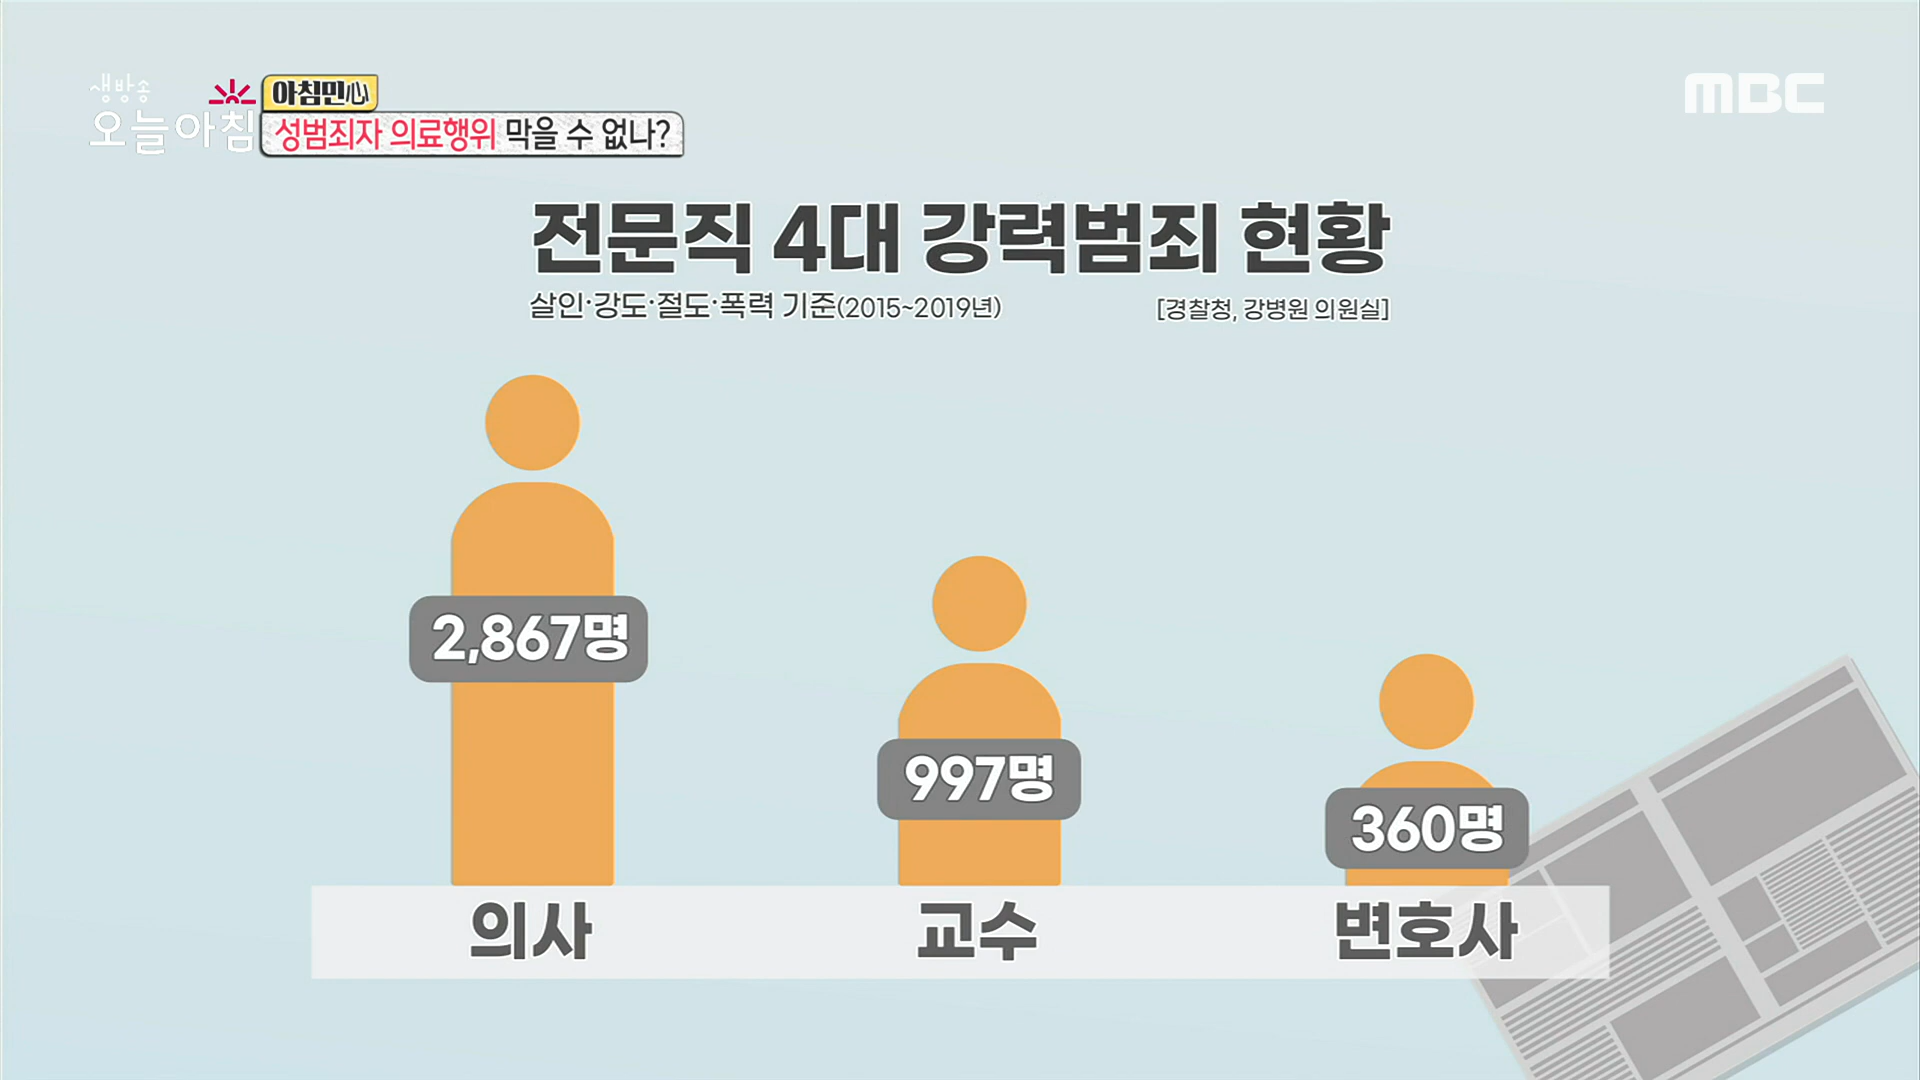 생방송
오늘아침
아침민心
성범죄자 의료행위 막을 수 없나?
MBC
전문직 4대 강력범죄 현황
살인·강도·절도·폭력 기준(2015~2019년)
[경찰청, 강병원 의원실]
2,867명
997명
360명
의사
교수
변호사